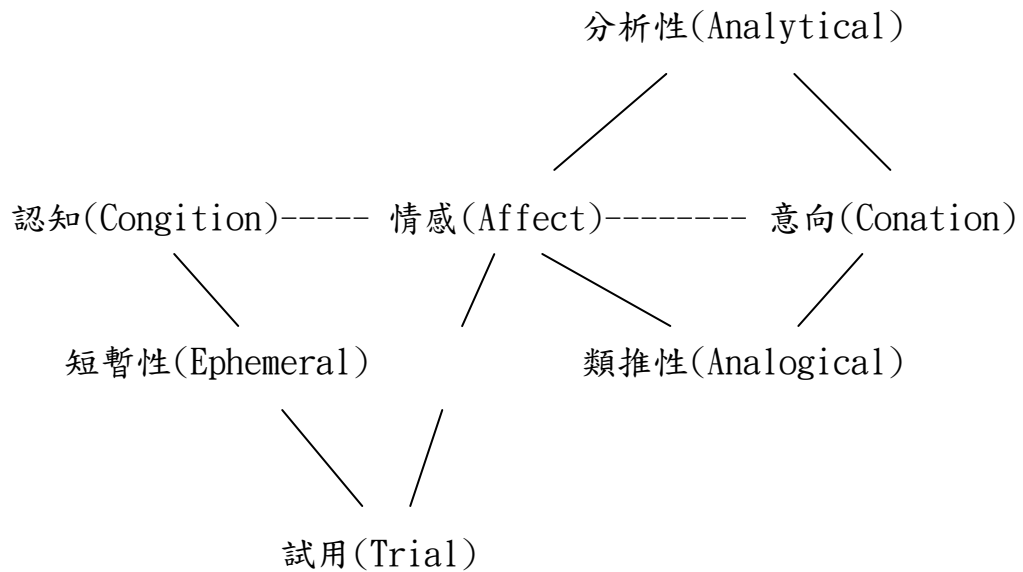 分析性(Analytical)
認知(Congition)----- 情感(Affect)-------- 意向(Conation)
短暫性(Ephemeral) 類推性(Analogical)
試用(Trial)